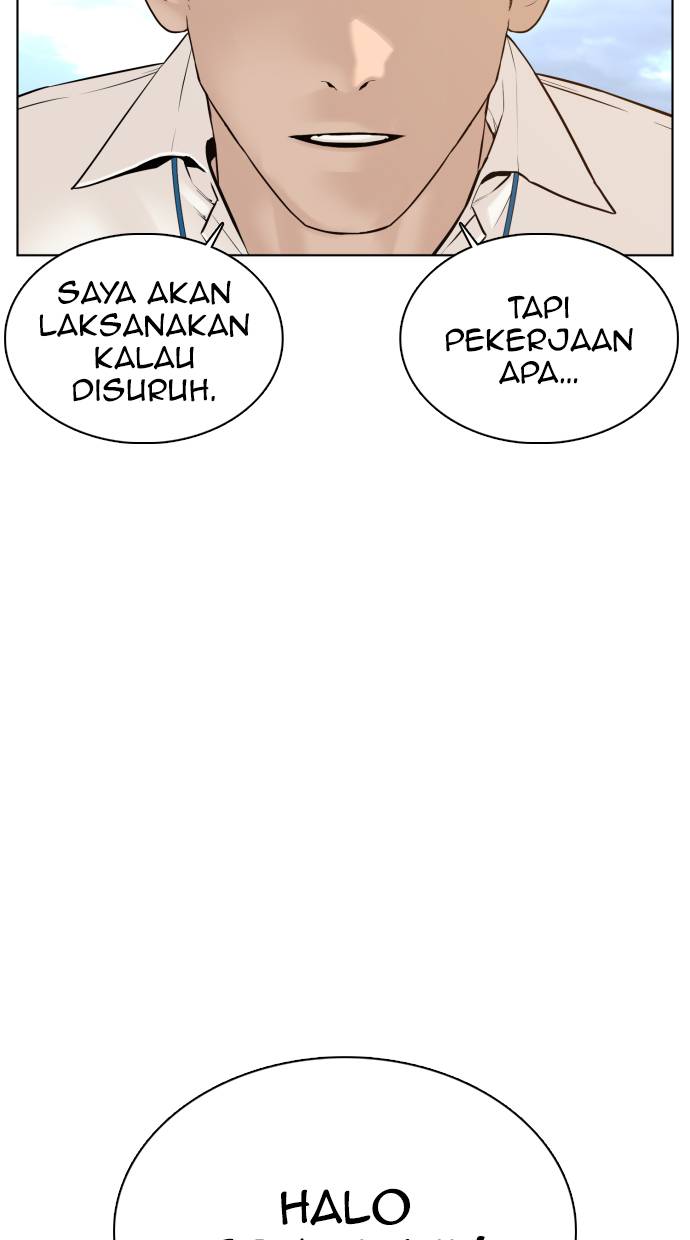 SAYA AKAN
LAKSANAKAN
KALAU
DISURUH.
TAPI
PEKERJAAN
APA...
HALO